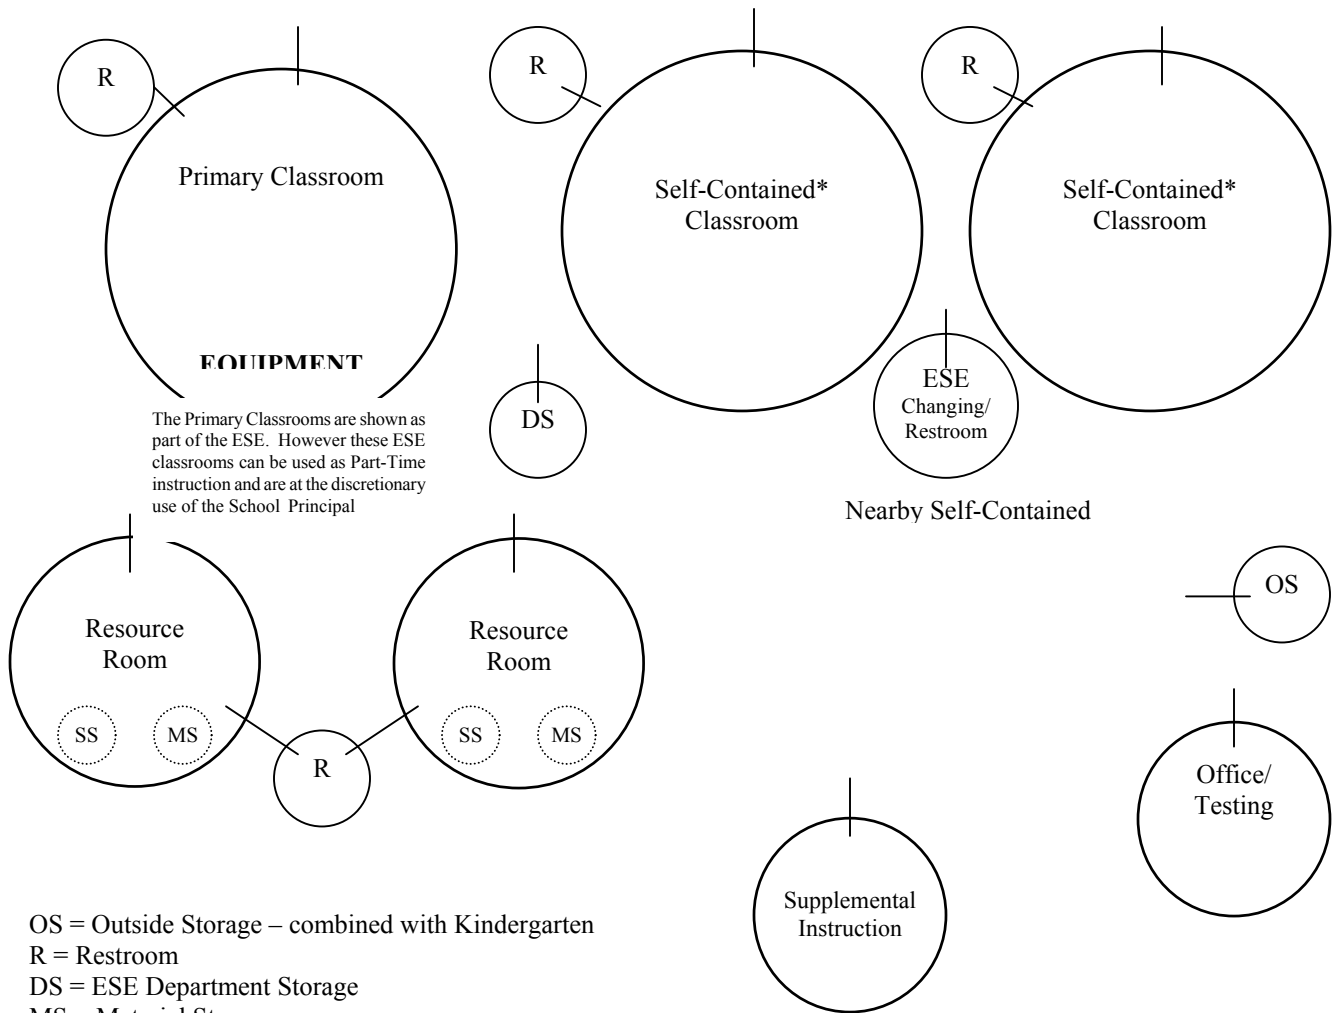 R
R
R
Primary Classroom
Self-Contained*
Classroom
Self-Contained*
Classroom
EQUIPMENT
ESE
Changing/
Restroom
DS
The Primary Classrooms are shown as
part of the ESE. However these ESE
classrooms can be used as Part-Time
instruction and are at the discretionary
use of the School Principal
Nearby Self-Contained
OS
Resource
Room
Resource
Room
SS
MS
SS
MS
R
Office/
Testing
Supplemental
Instruction
OS = Outside Storage – combined with Kindergarten
R = Restroom
DS = ESE Department Storage
MS = Material Storage